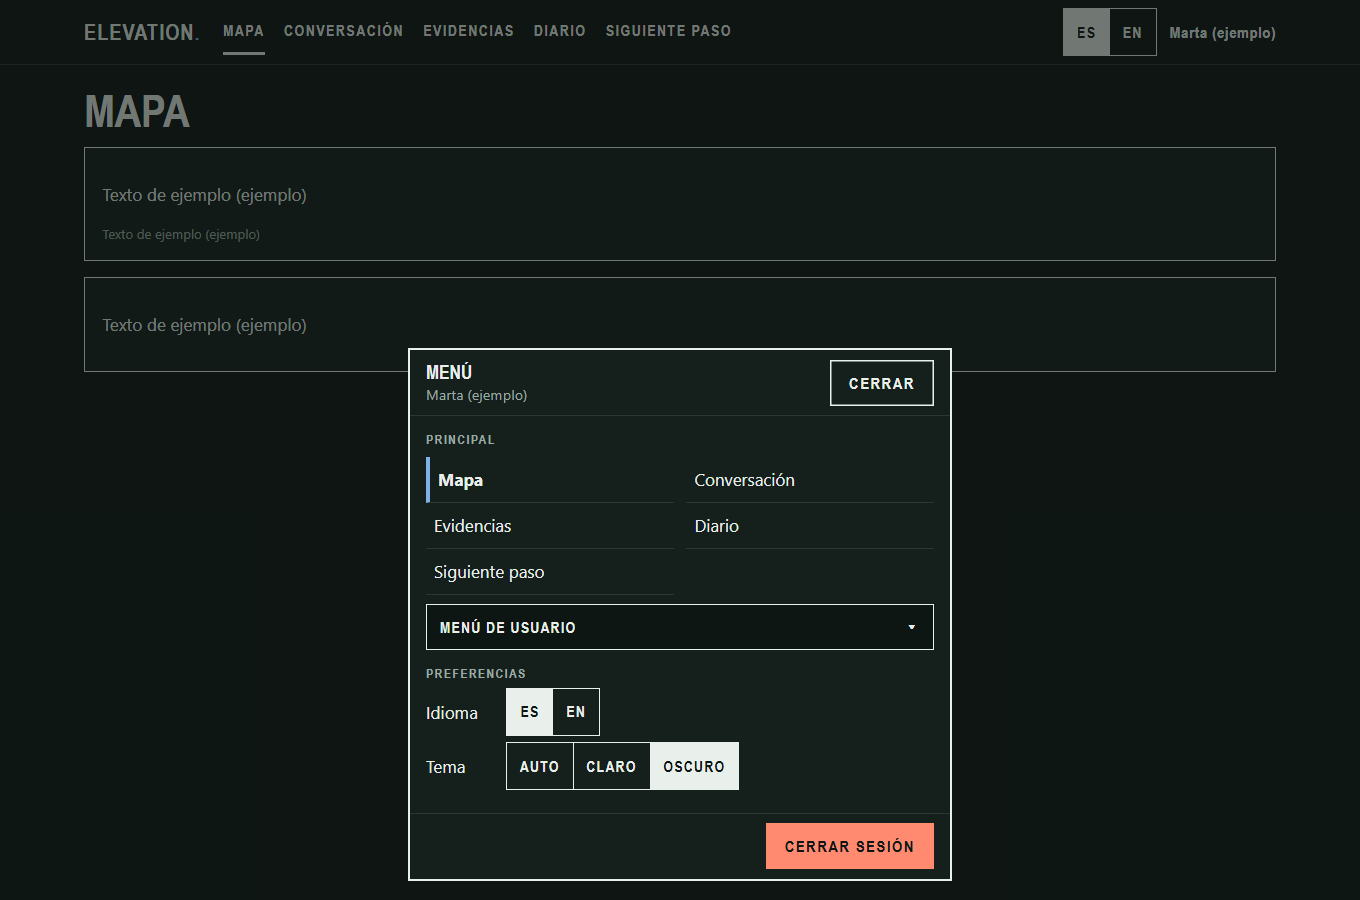 ELEVATION.
MAPA
CONVERSACIÓN
EVIDENCIAS
DIARIO
SIGUIENTE PASO
ES
EN
Marta (ejemplo)
MAPA
Texto de ejemplo (ejemplo)
Texto de ejemplo (ejemplo)
Texto de ejemplo (ejemplo)
MENÚ
Marta (ejemplo)
CERRAR
PRINCIPAL
Mapa
Conversación
Evidencias
Diario
Siguiente paso
MENÚ DE USUARIO
PREFERENCIAS
Idioma
ES
EN
Tema
AUTO
CLARO
OSCURO
CERRAR SESIÓN